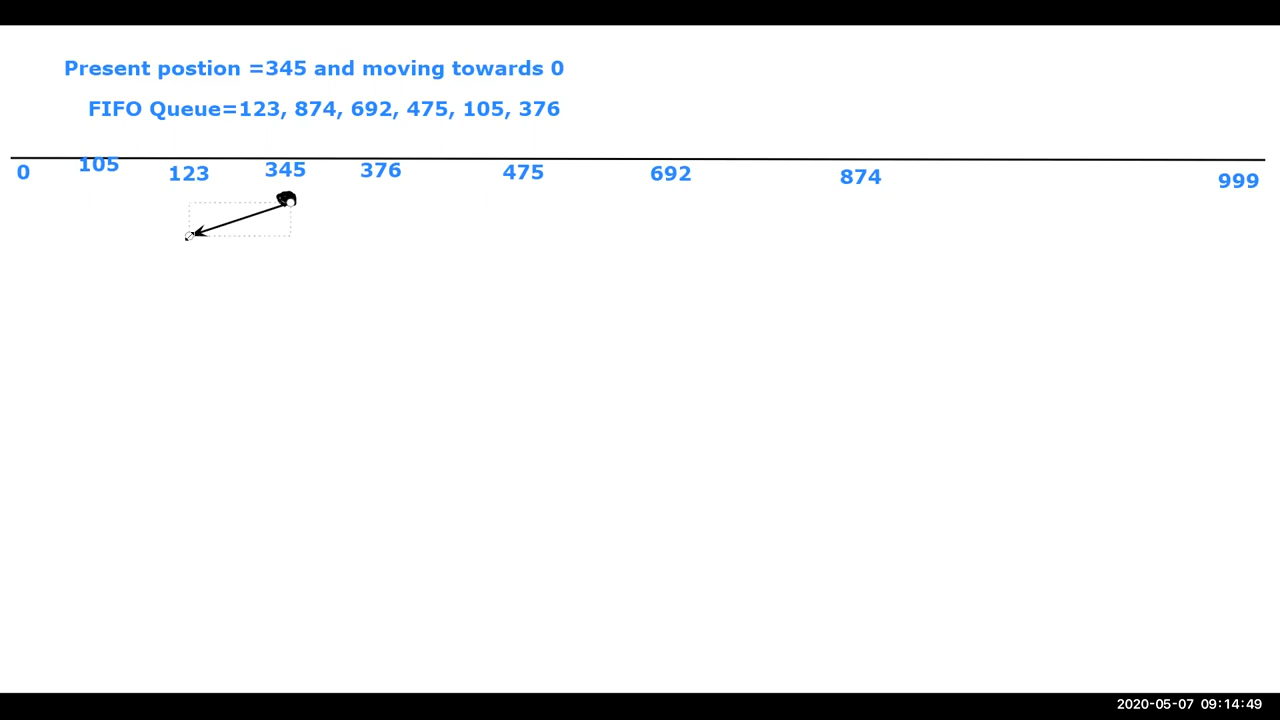 Present postion =345 and moving towards 0
FIFO Queue=123, 874, 692, 475, 105, 376
0 105 123 345 376 475 692 874 999
2020-05-07 09:14:49